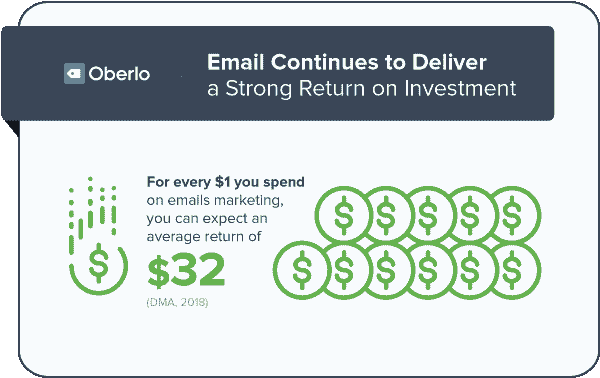 Oberlo
Email Continues to Deliver
a Strong Return on Investment
For every $1 you spend
on emails marketing,
you can expect an
average return of
$32
(DMA, 2018)